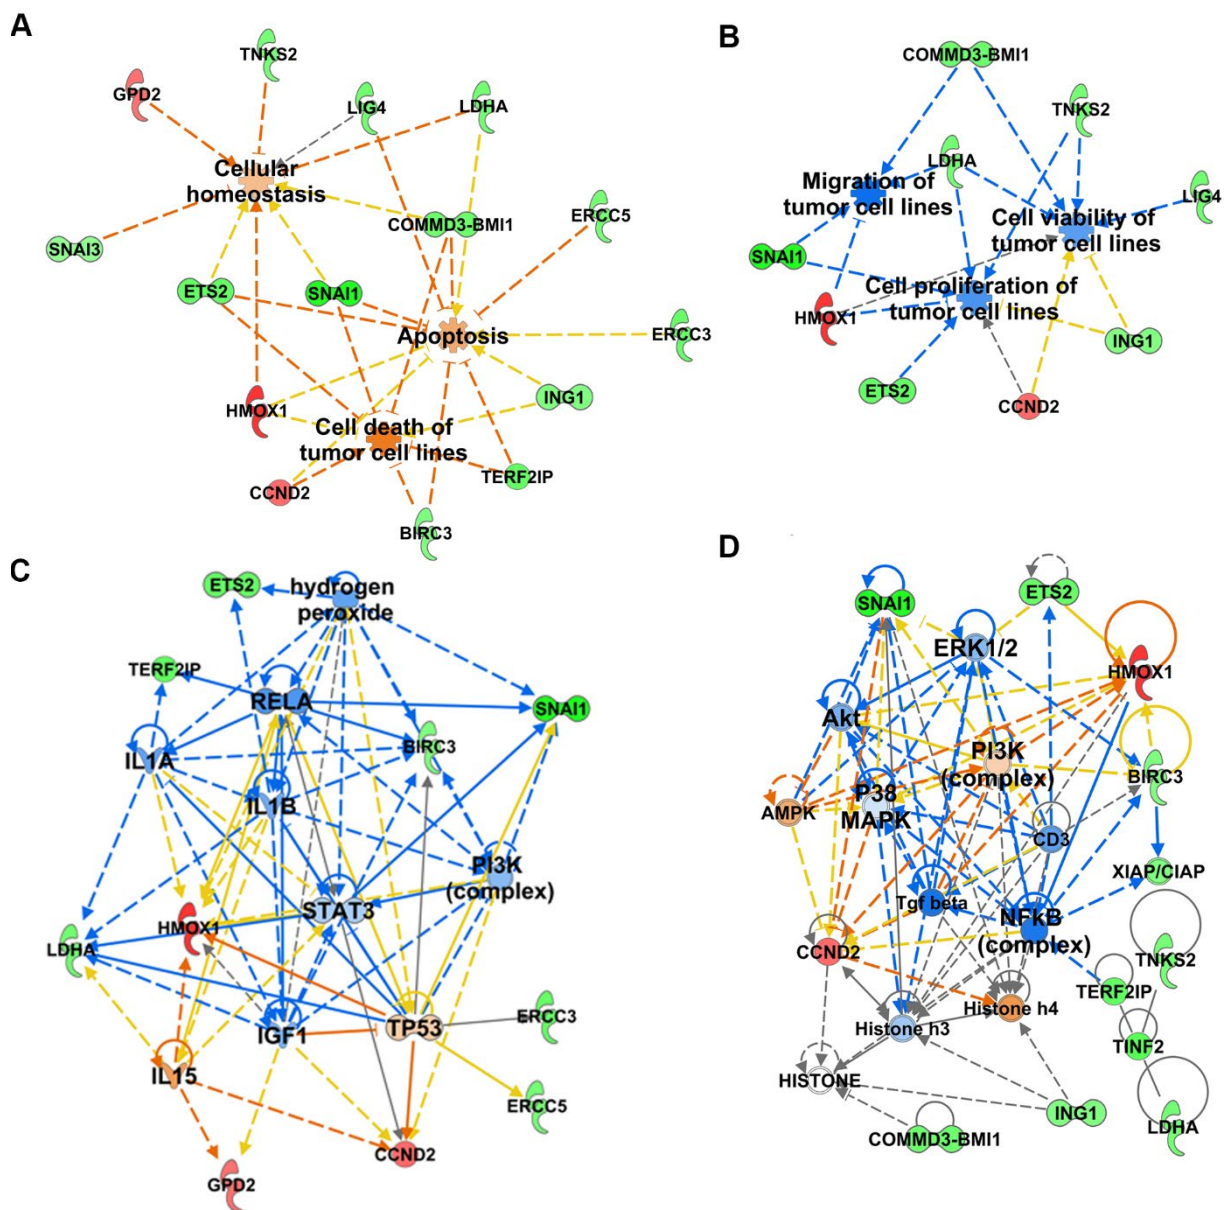 A
TNKS2
GPD2
LIG4
LDHA
Cellular
homeostasis
COMMD3-BMI1
ERCC5
SNAI3
ETS2
SNAI1
Apoptosis
ERCC3
HMOX1
ING1
Cell death of
tumor cell lines
TERF2IP
CCND2
BIRC3
B
COMMD3-BMI1
TNKS2
LDHA
Migration of
tumor cell lines
LIG4
Cell viability of
tumor cell lines
SNAI1
Cell proliferation of
tumor cell lines
HMOX1
ING1
ETS2
CCND2
C
ETS2
hydrogen
peroxide
TERF2IP
RELA
SNAI1
BIRC3
IL1A
IL1B
PI3K
(complex)
STAT3
HMOX1
LDHA
ERCC3
TP53
IGF1
IL15
ERCC5
CCND2
GPD2
D
SNAI1
ETS2
ERK1/2
HMOX1
Akt
PI3K
(complex)
BIRC3
P38
MAPK
AMPK
CD3
XIAP/CIAP
Tgf beta
NFkB
(complex)
CCND2
TNKS2
TERF2IP
Histone h4
Histone h3
TINF2
HISTONE
ING1
LDHA
COMMD3-BMI1